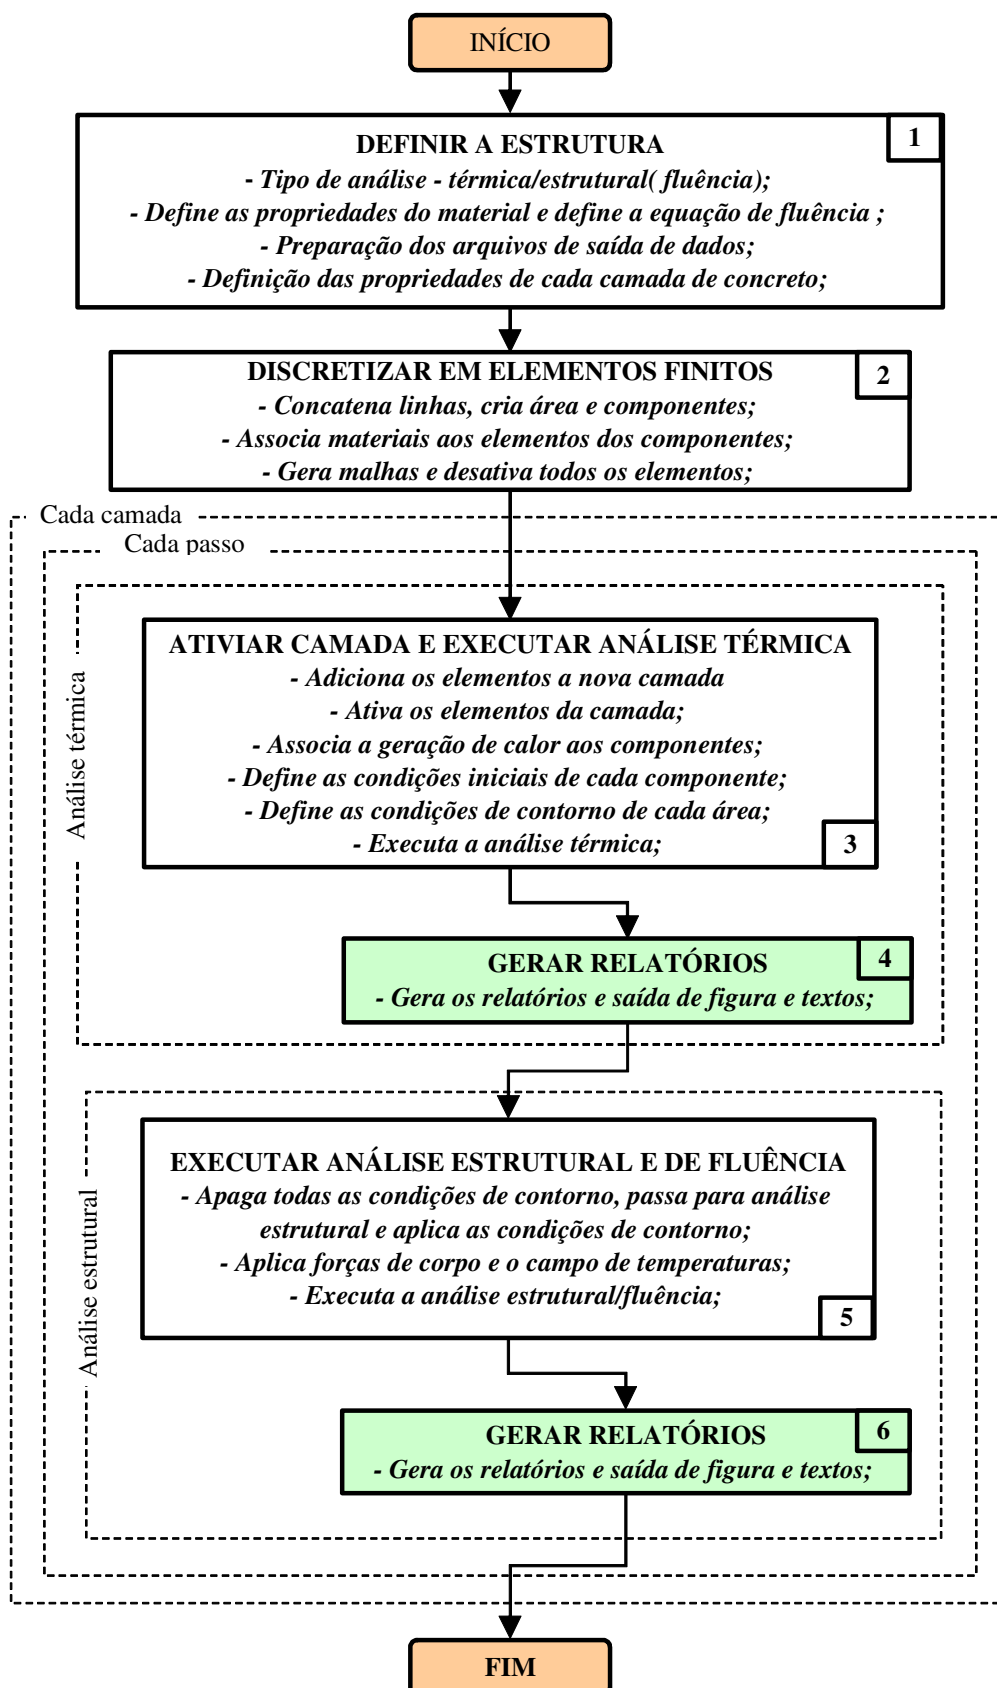 INÍCIO
1
DEFINIR A ESTRUTURA
- Tipo de análise - térmica/estrutural( fluência);
- Define as propriedades do material e define a equação de fluência ;
- Preparação dos arquivos de saída de dados;
- Definição das propriedades de cada camada de concreto;
2
DISCRETIZAR EM ELEMENTOS FINITOS
- Concatena linhas, cria área e componentes;
- Associa materiais aos elementos dos componentes;
- Gera malhas e desativa todos os elementos;
Cada camada
Cada passo
Análise térmica
ATIVIAR CAMADA E EXECUTAR ANÁLISE TÉRMICA
- Adiciona os elementos a nova camada
- Ativa os elementos da camada;
- Associa a geração de calor aos componentes;
- Define as condições iniciais de cada componente;
- Define as condições de contorno de cada área;
- Executa a análise térmica;
3
4
GERAR RELATÓRIOS
- Gera os relatórios e saída de figura e textos;
Análise estrutural
EXECUTAR ANÁLISE ESTRUTURAL E DE FLUÊNCIA
- Apaga todas as condições de contorno, passa para análise
estrutural e aplica as condições de contorno;
- Aplica forças de corpo e o campo de temperaturas;
- Executa a análise estrutural/fluência;
5
6
GERAR RELATÓRIOS
- Gera os relatórios e saída de figura e textos;
FIM